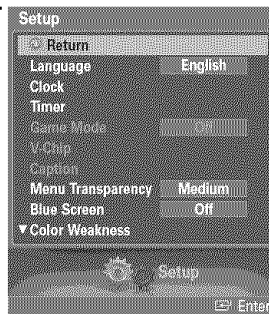 Setup
Return
Language English
Clock
Timer
Game Mode Off
V-Chip
Caption
Menu Transparency Medium
Blue Screen Off
▼Color Weakness
Setup
Enter